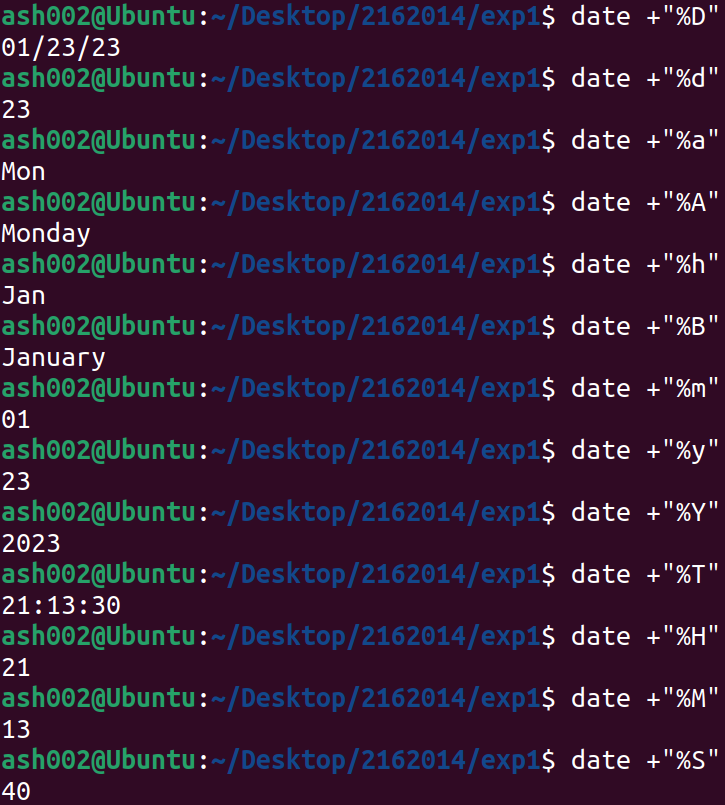 ash002@Ubuntu:~/Desktop/2162014/exp1$ date +"%D"
01/23/23
ash002@Ubuntu:~/Desktop/2162014/exp1$ date +"%d"
23
ash002@Ubuntu:~/Desktop/2162014/exp1$ date +"%a"
Mon
ash002@Ubuntu:~/Desktop/2162014/exp1$ date +"%A"
Monday
ash002@Ubuntu:~/Desktop/2162014/exp1$ date +"%h"
Jan
ash002@Ubuntu:~/Desktop/2162014/exp1$ date +"%B"
January
ash002@Ubuntu:~/Desktop/2162014/exp1$ date +"%m"
01
ash002@Ubuntu:~/Desktop/2162014/exp1$ date +"%y"
23
ash002@Ubuntu:~/Desktop/2162014/exp1$ date +"%Y"
2023
ash002@Ubuntu:~/Desktop/2162014/exp1$ date +"%T"
21:13:30
ash002@Ubuntu:~/Desktop/2162014/exp1$ date +"%H"
21
ash002@Ubuntu:~/Desktop/2162014/exp1$ date +"%M"
13
ash002@Ubuntu:~/Desktop/2162014/exp1$ date +"%S"
40